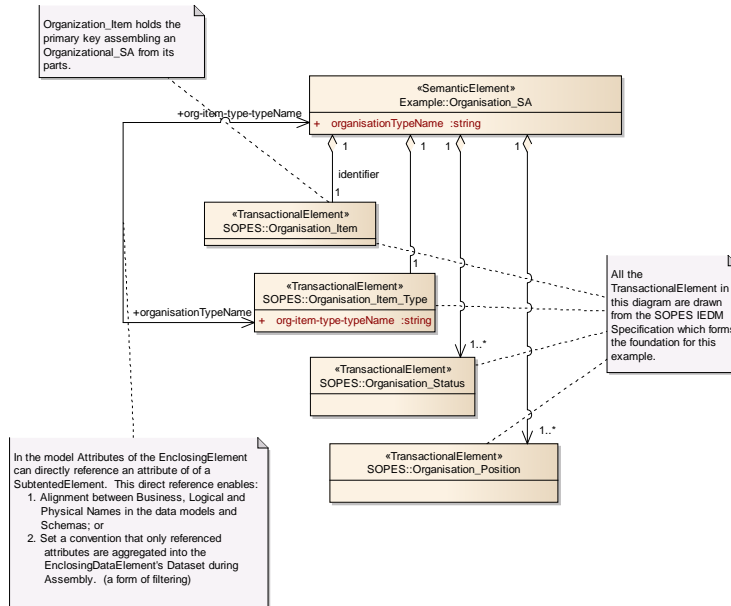 Organization_Item holds the
primary key assembling an
Organizational_SA from its
parts.
«SemanticElement»
Example::Organisation_SA
+ organisationTypeName :string
+org-item-type-typeName
1
1
1
1
identifier
1
«TransactionalElement»
SOPES::Organisation_Item
1
«TransactionalElement»
SOPES::Organisation_Item_Type
+ org-item-type-typeName :string
+organisationTypeName
All the
TransactionalElement in
this diagram are drawn
from the SOPES IEDM
Specification which forms
the foundation for this
example.
1..*
«TransactionalElement»
SOPES::Organisation_Status
1..*
«TransactionalElement»
SOPES::Organisation_Position
In the model Attributes of the EnclosingElement
can directly reference an attribute of of a
SubtentedElement. This direct reference enables:
1. Alignment between Business, Logical and
Physical Names in the data models and
Schemas; or
2. Set a convention that only referenced
attributes are aggregated into the
EnclosingDataElement's Dataset during
Assembly. (a form of filtering)